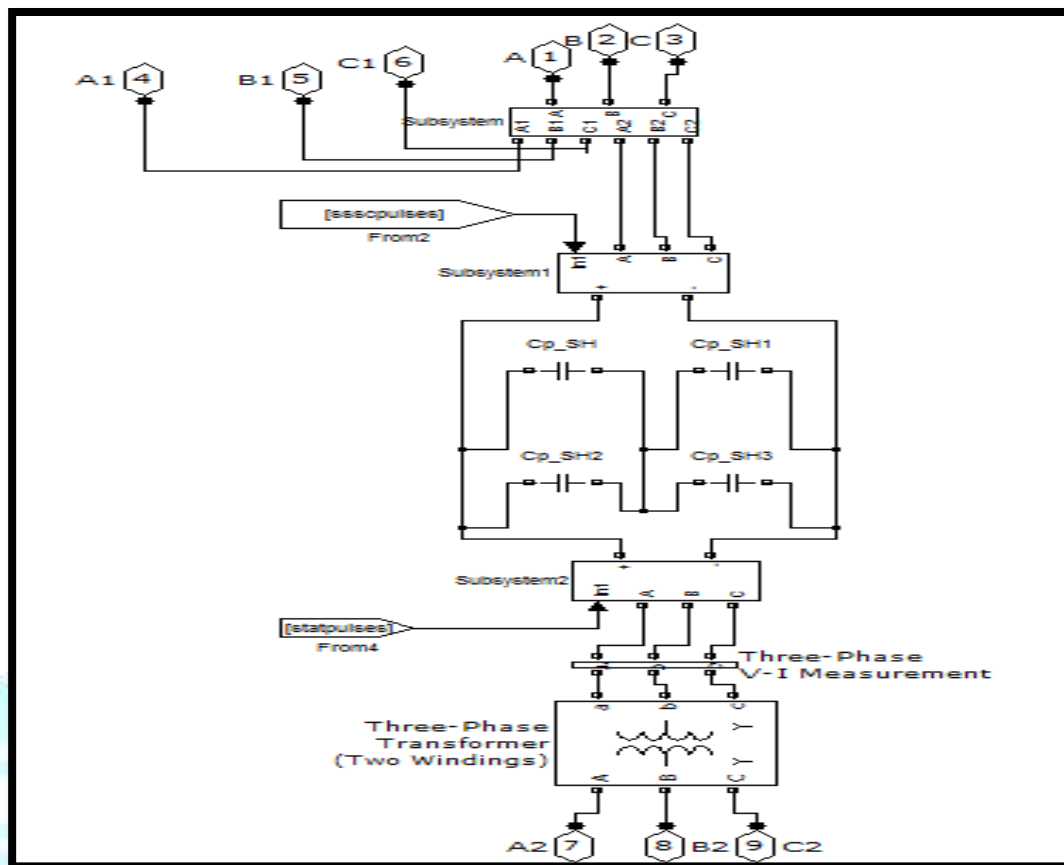 A1 4
B1 5
C1 6
A 1
B 2
C 3
Subsystem
A B C
A1 B1 C1 A2 B2 C2
[ssscpulses]
From2
Subsystem1
In1 A B C
+ -
Cp_SH
Cp_SH1
Cp_SH2
Cp_SH3
+ -
Subsystem2
In1 A B C
[statpulses]
From4
Three-Phase
V-I Measurement
a b c
Three-Phase
Transformer
(Two Windings)
Y
Y
A B C
A2 7
8 B2
9 C2